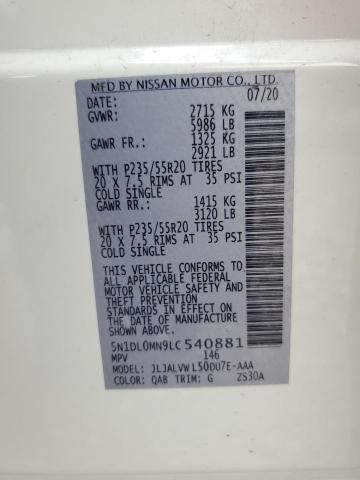 MFD BY NISSAN MOTOR CO., LTD.
DATE: 07/20
GVWR: 2715 KG
5986 LB
GAWR FR.: 1325 KG
2921 LB
WITH P235/55R20 TIRES
20 X 7.5 RIMS AT 35 PSI
COLD SINGLE
GAWR RR.: 1415 KG
3120 LB
WITH P235/55R20 TIRES
20 X 7.5 RIMS AT 35 PSI
COLD SINGLE
THIS VEHICLE CONFORMS TO
ALL APPLICABLE FEDERAL
MOTOR VEHICLE SAFETY
AND THEFT PREVENTION
STANDARDS IN EFFECT ON
THE DATE OF MANUFACTURE
SHOWN ABOVE.
5N1DL0MN9LC540881
MPV 146
MODEL: JLJALVWL50DU7E-AAA
COLOR: QAB TRIM: G ZS30A